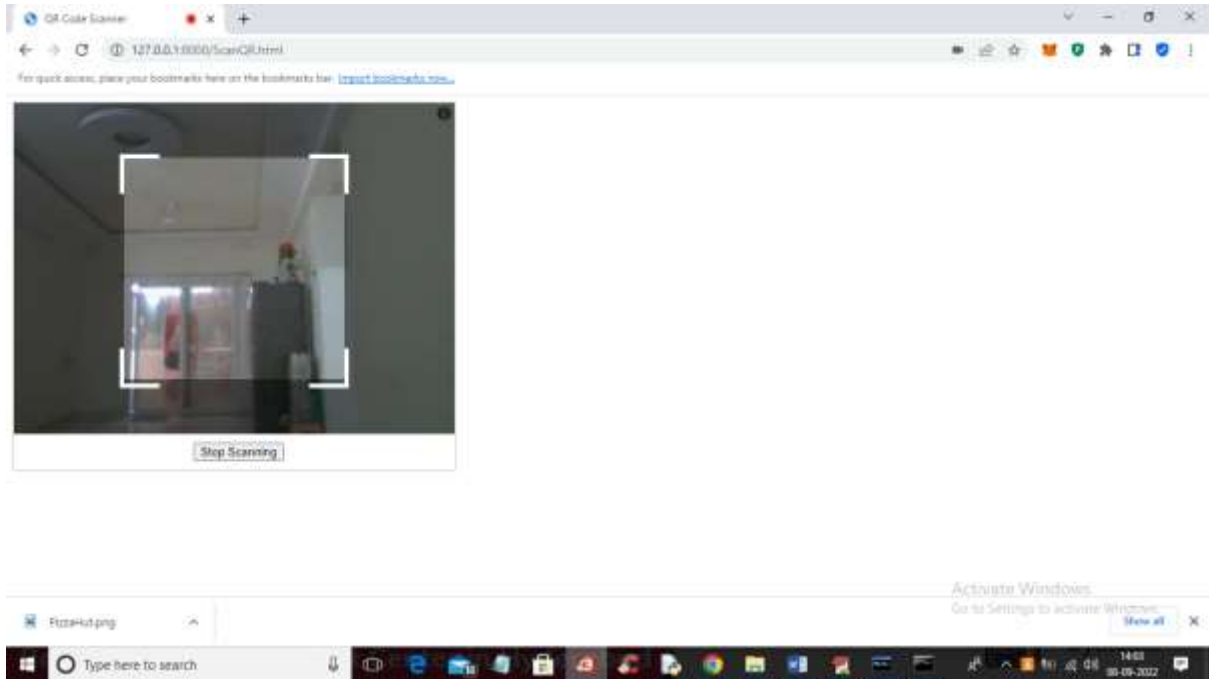 QR Code Scanner
127.0.0.1:8000/ScanQR.html
For quick access, place your bookmarks here on the bookmarks bar. Import bookmarks now...
Stop Scanning
Activate Windows
Go to Settings to activate Windows.
PizzaHut.png
Show all
Type here to search
14:03
08-09-2022